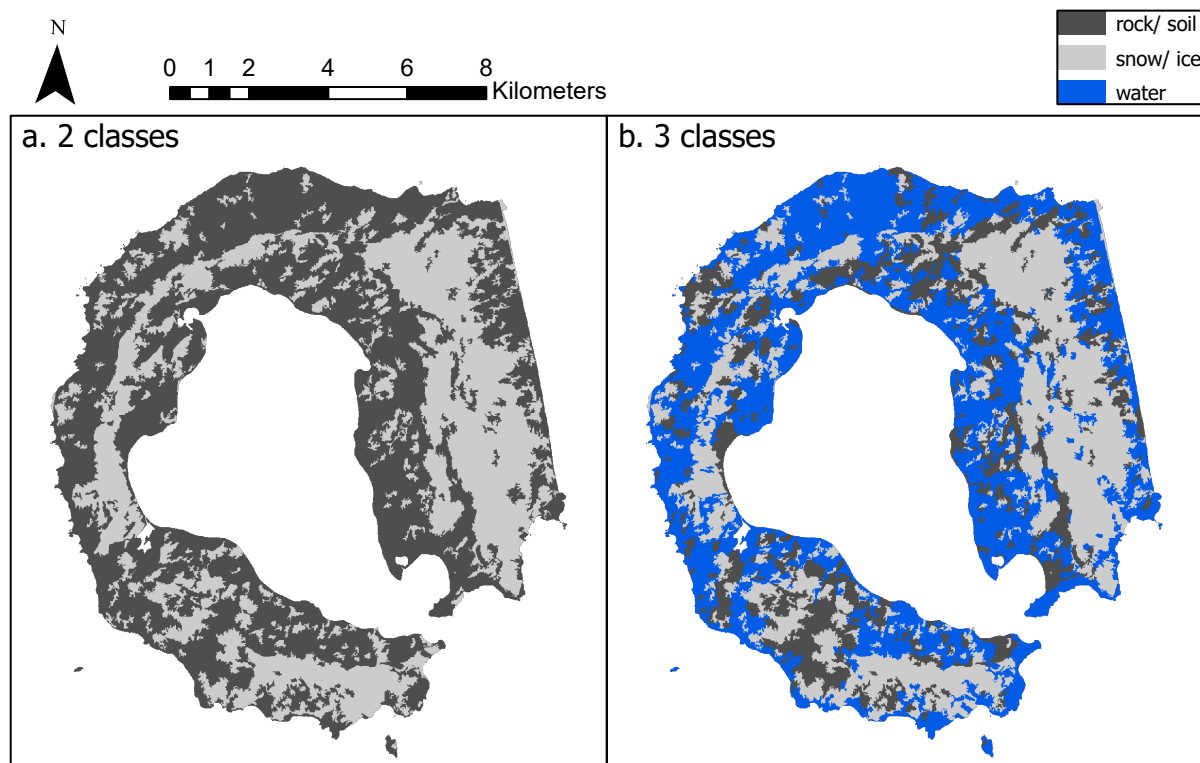 N
0 1 2 4 6 8
Kilometers
rock/ soil
snow/ ice
water
a. 2 classes
b. 3 classes